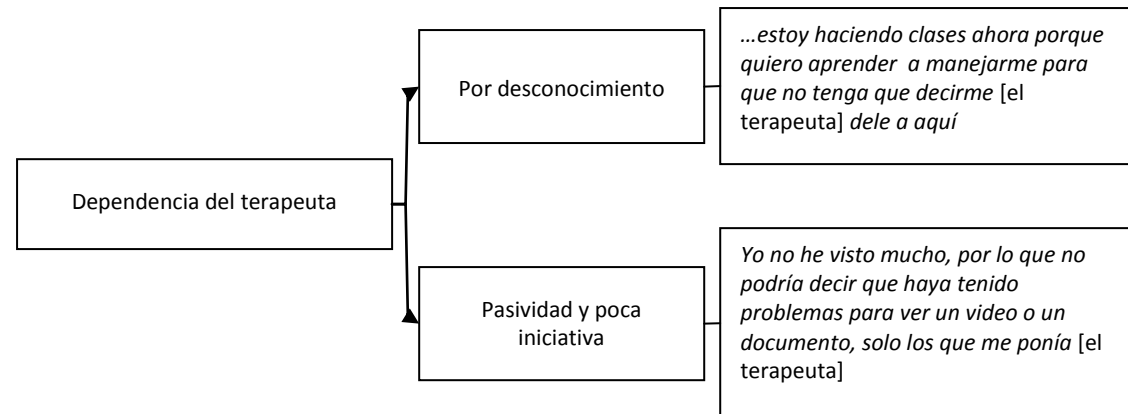 Dependencia del terapeuta
Por desconocimiento
…estoy haciendo clases ahora porque
quiero aprender  a manejarme para
que no tenga que decirme [el
terapeuta] dele a aquí
Pasividad y poca
iniciativa
Yo no he visto mucho, por lo que no
podría decir que haya tenido
problemas para ver un video o un
documento, solo los que me ponía [el
terapeuta]